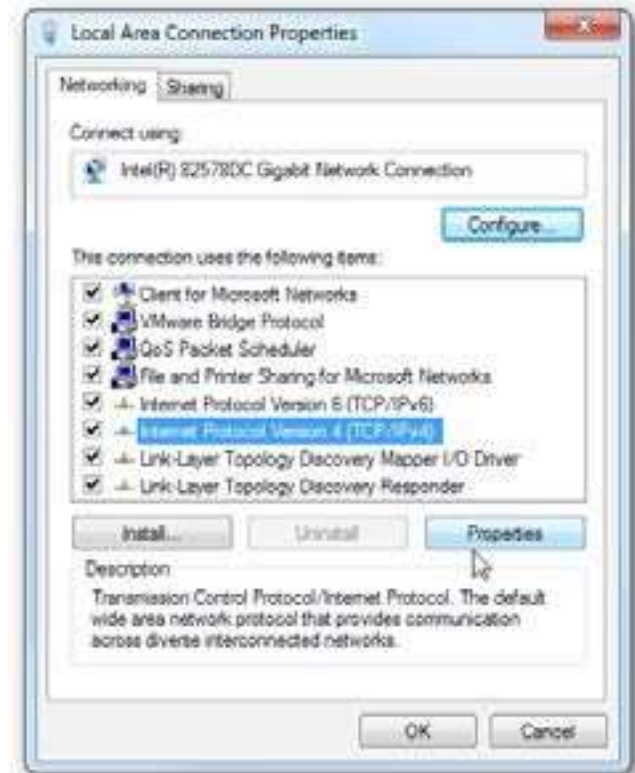 Local Area Connection Properties
Networking Sharing
Connect using:
Intel(R) 82578DC Gigabit Network Connection
Configure...
This connection uses the following items:
Client for Microsoft Networks
VMware Bridge Protocol
QoS Packet Scheduler
File and Printer Sharing for Microsoft Networks
Internet Protocol Version 6 (TCP/IPv6)
Internet Protocol Version 4 (TCP/IPv4)
Link-Layer Topology Discovery Mapper I/O Driver
Link-Layer Topology Discovery Responder
Install... Uninstall Properties
Description
Transmission Control Protocol/Internet Protocol. The default
wide area network protocol that provides communication
across diverse interconnected networks.
OK Cancel